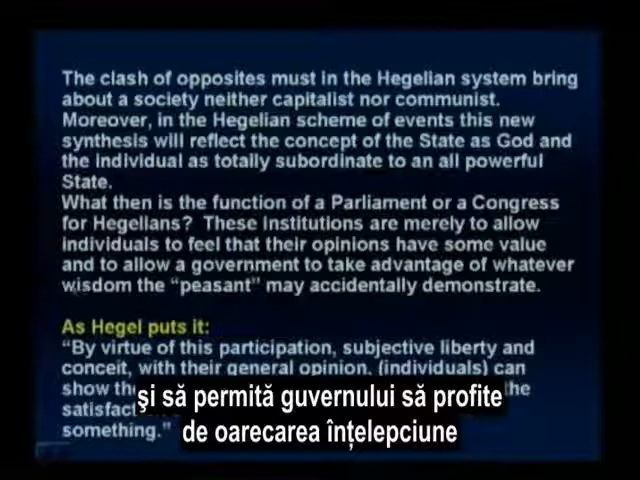 The clash of opposites must in the Hegelian system bring
about a society neither capitalist nor communist.
Moreover, in the Hegelian scheme of events this new
synthesis will reflect the concept of the State as God and
the individual as totally subordinate to an all powerful
State.
What then is the function of a Parliament or a Congress
for Hegelians? These Institutions are merely to allow
individuals to feel that their opinions have some value
and to allow a government to take advantage of whatever
wisdom the “peasant” may accidentally demonstrate.
As Hegel puts it:
“By virtue of this participation, subjective liberty and
conceit, with their general opinion, (individuals) can
show the
satisfact
something.”
şi să permită guvernului să profite
de oarecarea înţelepciune